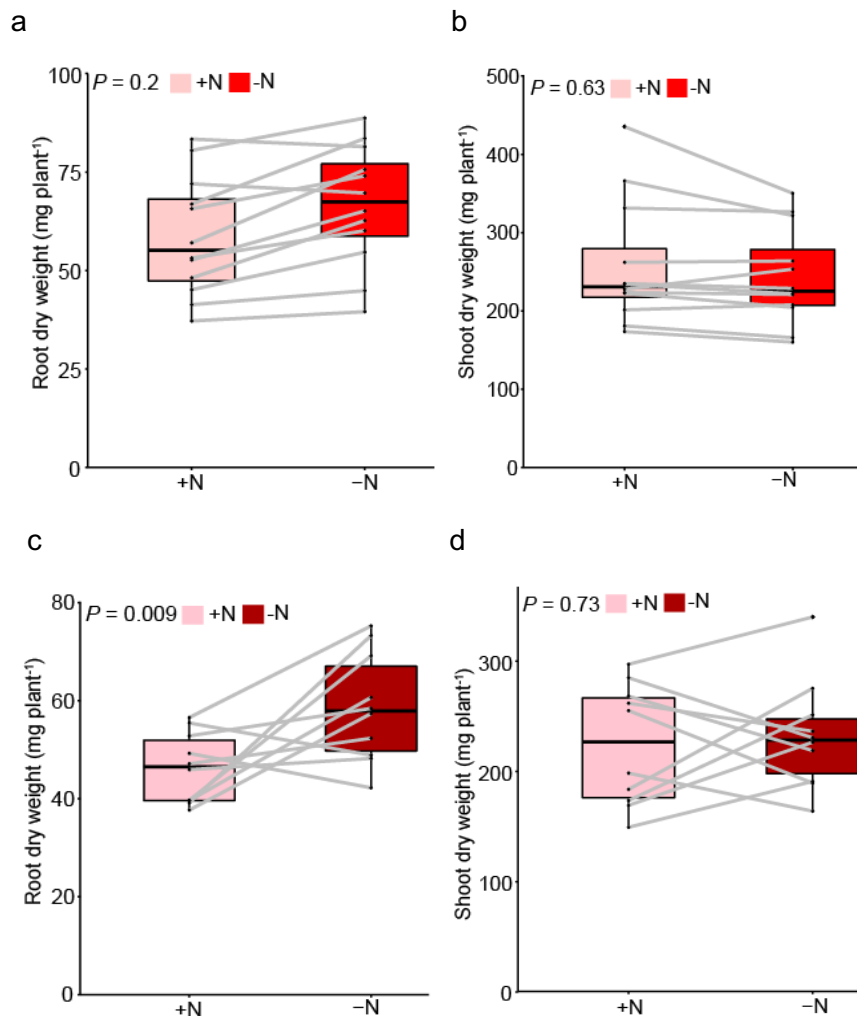 a
P = 0.2 +N -N
Root dry weight (mg plant⁻¹)
100
75
50
25
0
+N −N
b
P = 0.63 +N -N
Shoot dry weight (mg plant⁻¹)
500
400
300
200
100
0
+N −N
c
P = 0.009 +N -N
Root dry weight (mg plant⁻¹)
80
60
40
20
0
+N −N
d
P = 0.73 +N -N
Shoot dry weight (mg plant⁻¹)
300
200
100
0
+N −N